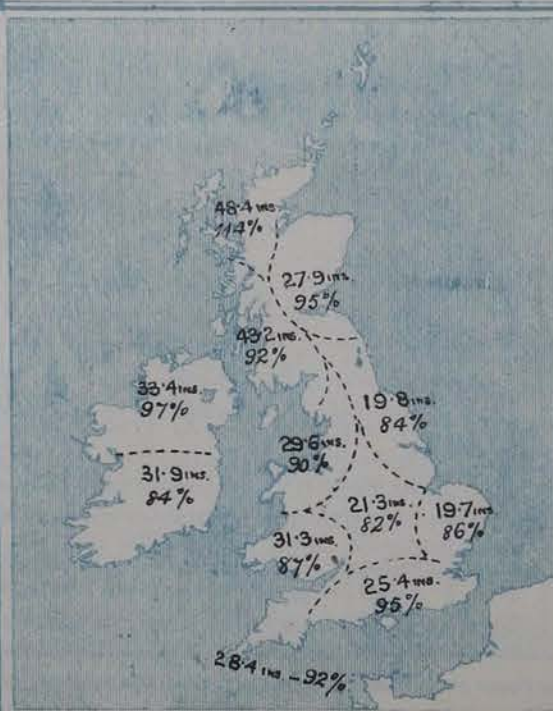 48·4 INS.
114%
27·9 INS.
95%
43·2 INS.
92%
33·4 INS.
97%
19·8 INS.
84%
29·6 INS.
90%
31·9 INS.
84%
21·3 INS
82%
19·7 INS
86%
31·3 INS
87%
25·4 INS.
95%
28·4 INS – 92%